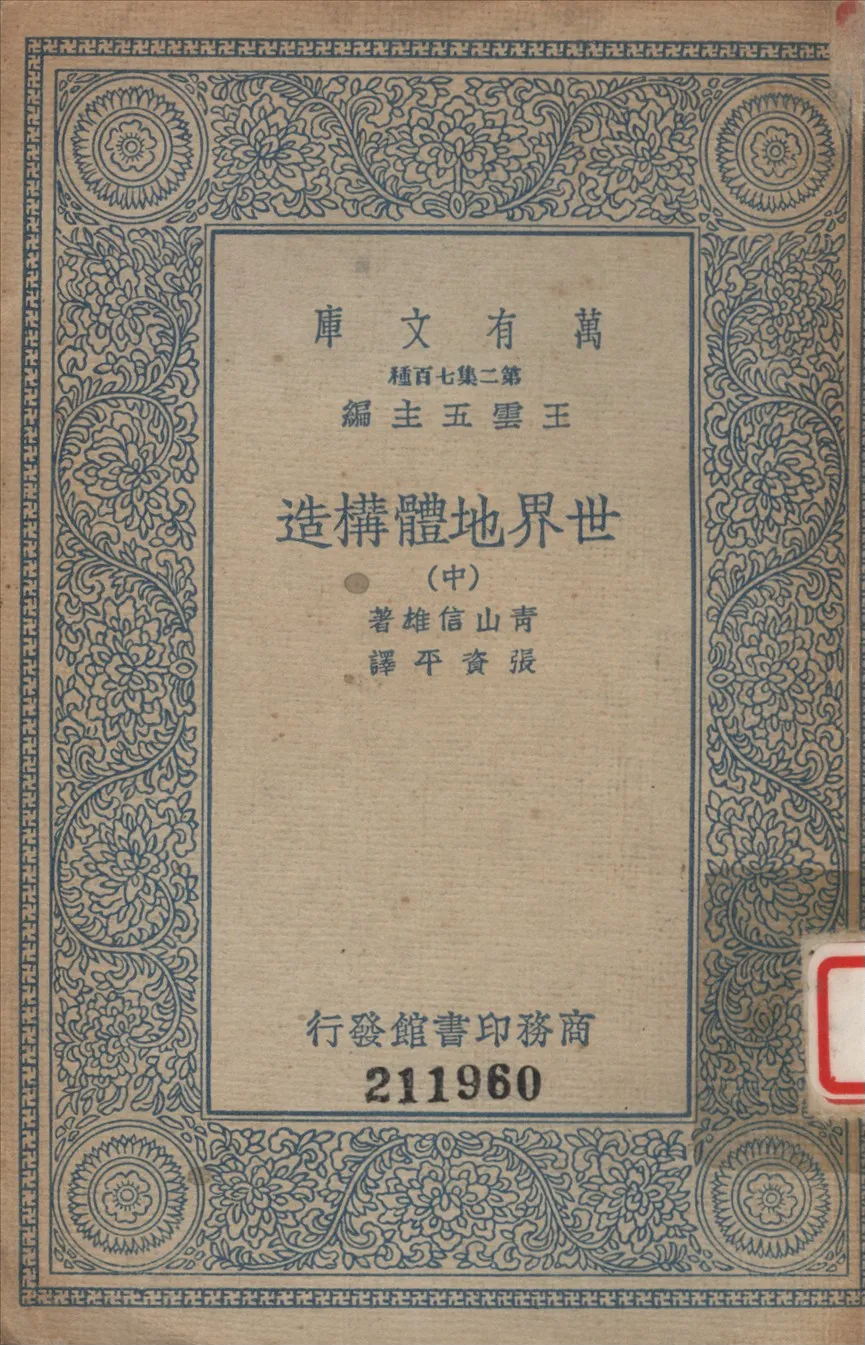 萬有文庫
第二集七百種
王雲五主編
世界地體構造
(中)
青山信雄著
張資平譯
商務印書館發行
211960